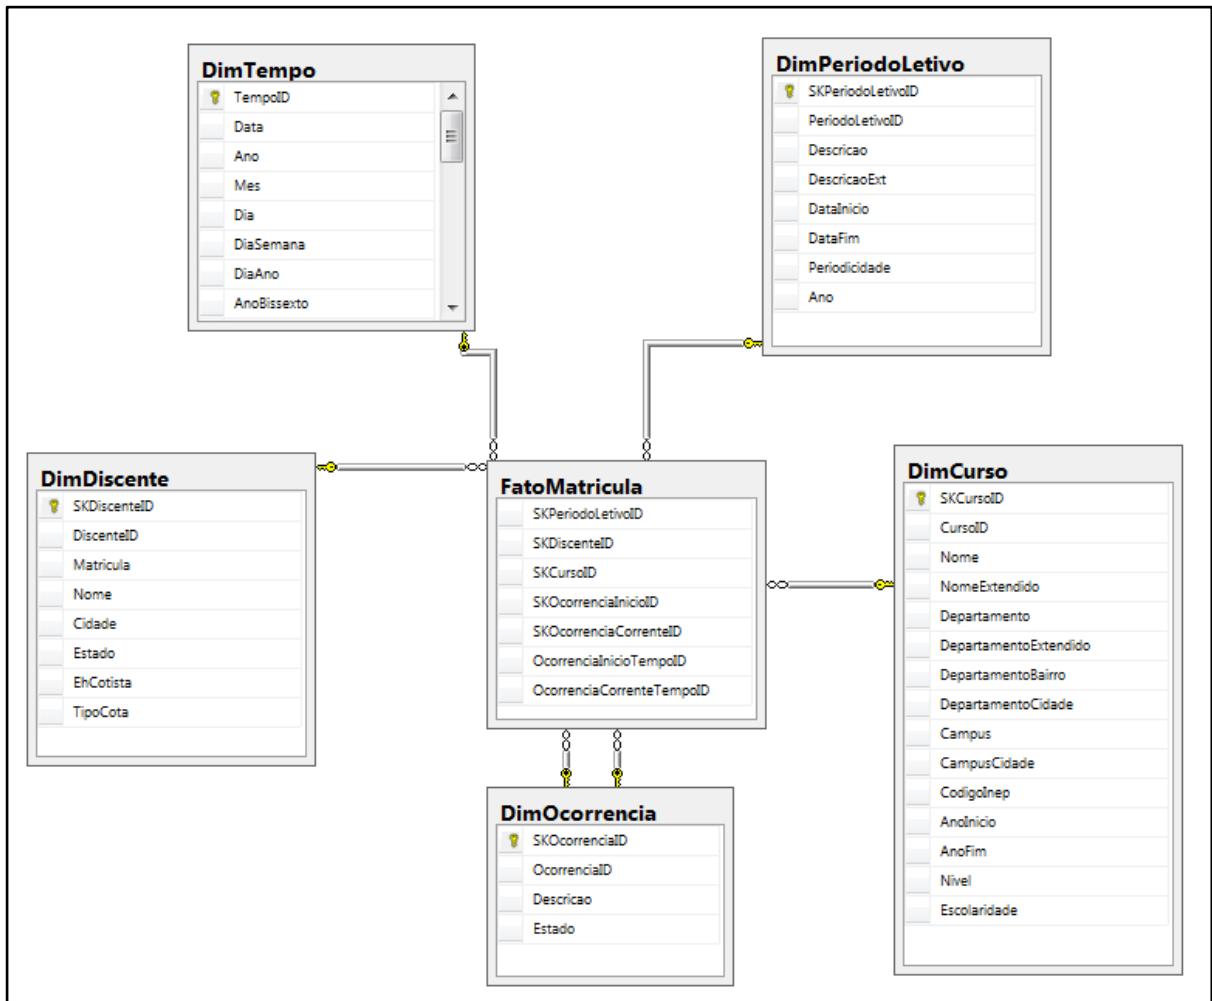 DimTempo
TempoID
Data
Ano
Mes
Dia
DiaSemana
DiaAno
AnoBissexto
DimPeriodoLetivo
SKPeriodoLetivoID
PeriodoLetivoID
Descricao
DescricaoExt
DataInicio
DataFim
Periodicidade
Ano
DimDiscente
SKDiscenteID
DiscenteID
Matricula
Nome
Cidade
Estado
EhCotista
TipoCota
FatoMatricula
SKPeriodoLetivoID
SKDiscenteID
SKCursoID
SKOcorrenciaInicioID
SKOcorrenciaCorrenteID
OcorrenciaInicioTempoID
OcorrenciaCorrenteTempoID
DimCurso
SKCursoID
CursoID
Nome
NomeExtendido
Departamento
DepartamentoExtendido
DepartamentoBairro
DepartamentoCidade
Campus
CampusCidade
CodigoInep
AnoInicio
AnoFim
Nivel
Escolaridade
DimOcorrencia
SKOcorrenciaID
OcorrenciaID
Descricao
Estado